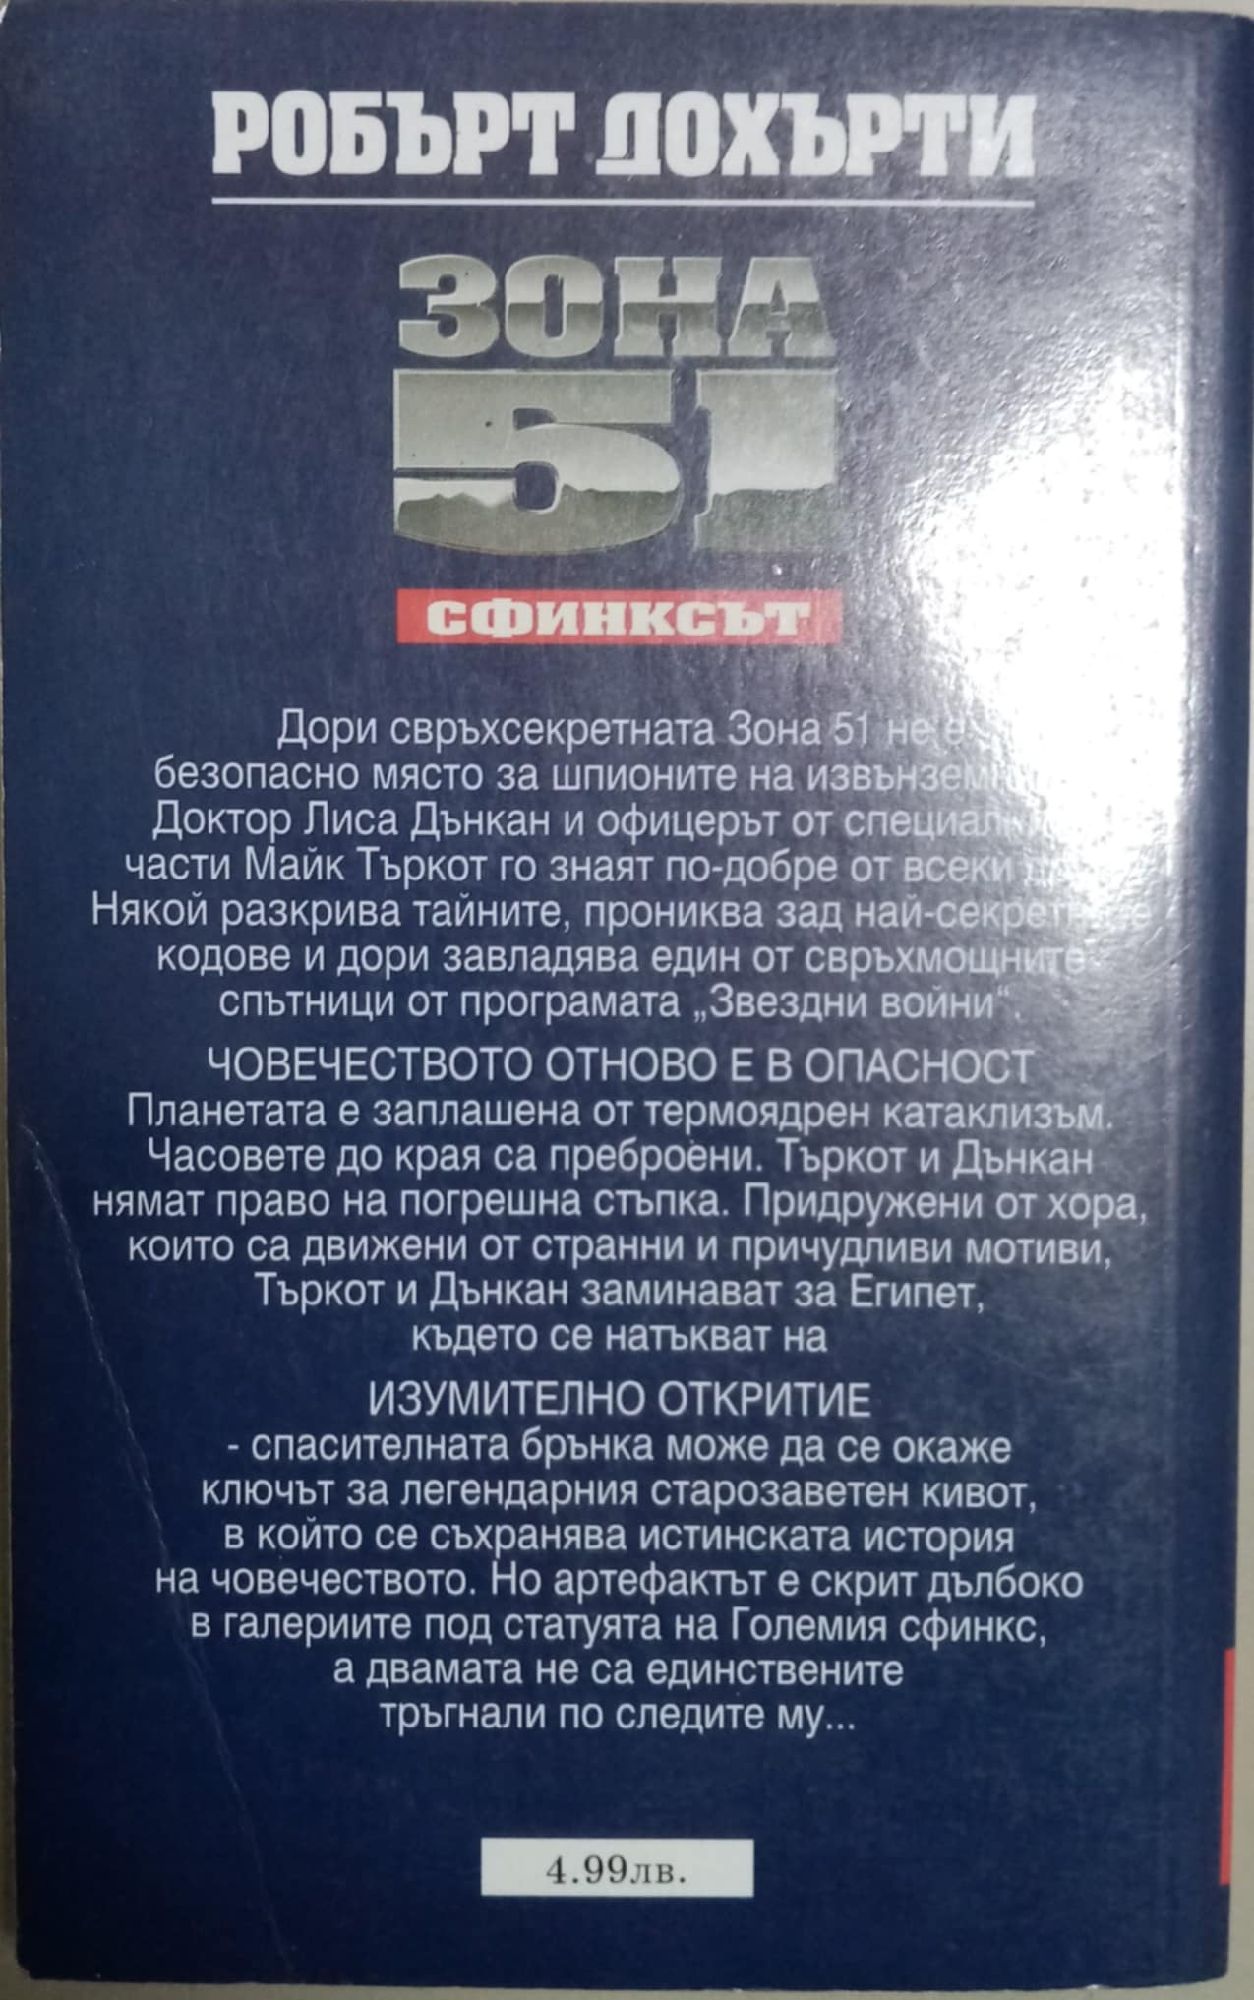 РОБЪРТ ДОХЪРТИ
ЗОНА
51
СФИНКСЪТ
Дори свръхсекретната Зона 51 не е
безопасно място за шпионите на
Доктор Лиса Дънкан и офицерът от
части Майк Търкот го знаят по-добре от всеки
Някой разкрива тайните, прониква зад
кодове и дори завладява един от свръхмощните
спътници от програмата „Звездни войни“.
ЧОВЕЧЕСТВОТО ОТНОВО Е В ОПАСНОСТ
Планетата е заплашена от термоядрен катаклизъм.
Часовете до края са преброени. Търкот и Дънкан
нямат право на погрешна стъпка. Придружени от хора,
които са движени от странни и причудливи мотиви,
Търкот и Дънкан заминават за Египет,
където се натъкват на
ИЗУМИТЕЛНО ОТКРИТИЕ
- спасителната брънка може да се окаже
ключът за легендарния старозаветен кивот,
в който се съхранява истинската история
на човечеството. Но артефактът е скрит дълбоко
в галериите под статуята на Големия сфинкс,
а двамата не са единствените
тръгнали по следите му...
4.99лв.